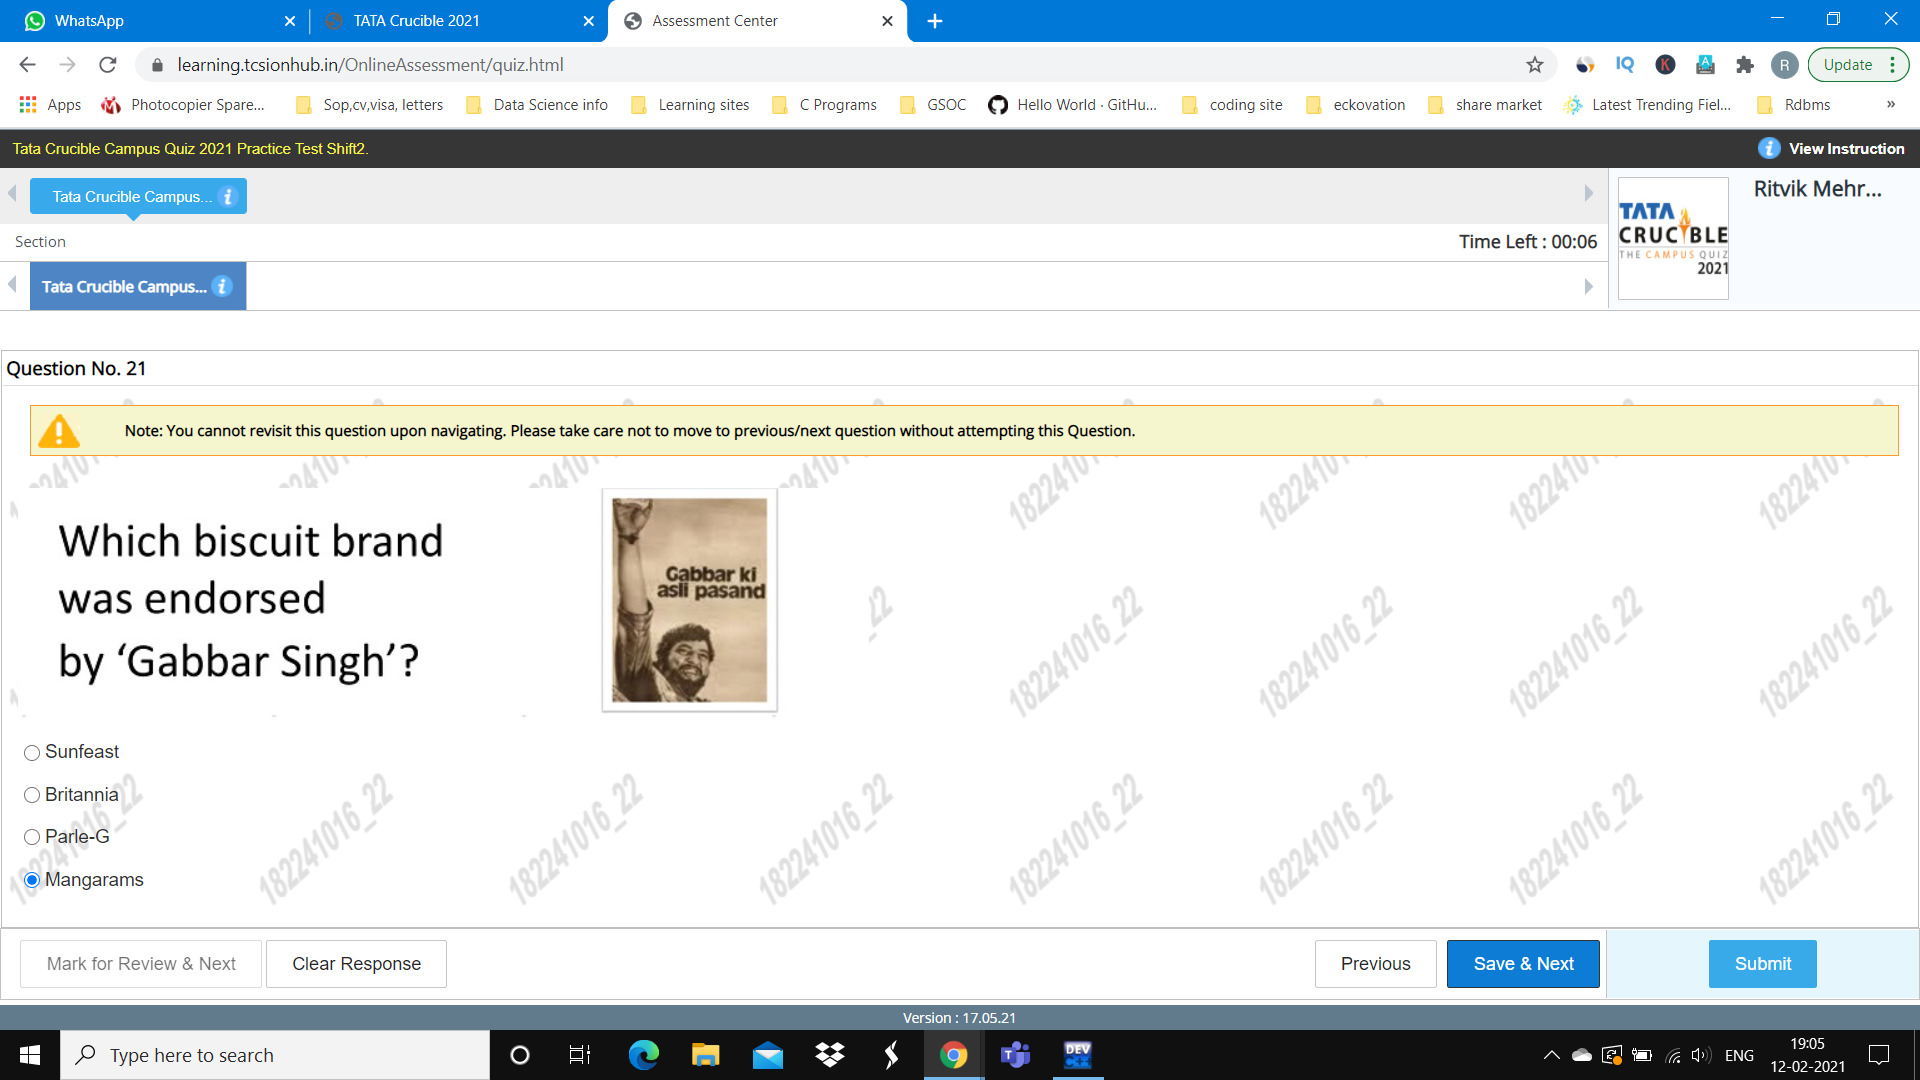 WhatsApp
TATA Crucible 2021
Assessment Center
learning.tcsionhub.in/OnlineAssessment/quiz.html
IQ
K
A
R
Update
Apps
Photocopier Spare...
Sop,cv,visa, letters
Data Science info
Learning sites
C Programs
GSOC
Hello World · GitHu...
coding site
eckovation
share market
Latest Trending Fiel...
Rdbms
»
Tata Crucible Campus Quiz 2021 Practice Test Shift2.
i View Instruction
Tata Crucible Campus... i
Section
Time Left : 00:06
Tata Crucible Campus... i
TATA
CRUCIBLE
THE CAMPUS QUIZ
2021
Ritvik Mehr...
Question No. 21
Note: You cannot revisit this question upon navigating. Please take care not to move to previous/next question without attempting this Question.
Which biscuit brand
was endorsed
by ‘Gabbar Singh’?
Gabbar ki
asli pasand
Sunfeast
Britannia
Parle-G
Mangarams
182241016_22
Mark for Review & Next
Clear Response
Previous
Save & Next
Submit
Version : 17.05.21
Type here to search
DEV
C++
ENG
19:05
12-02-2021